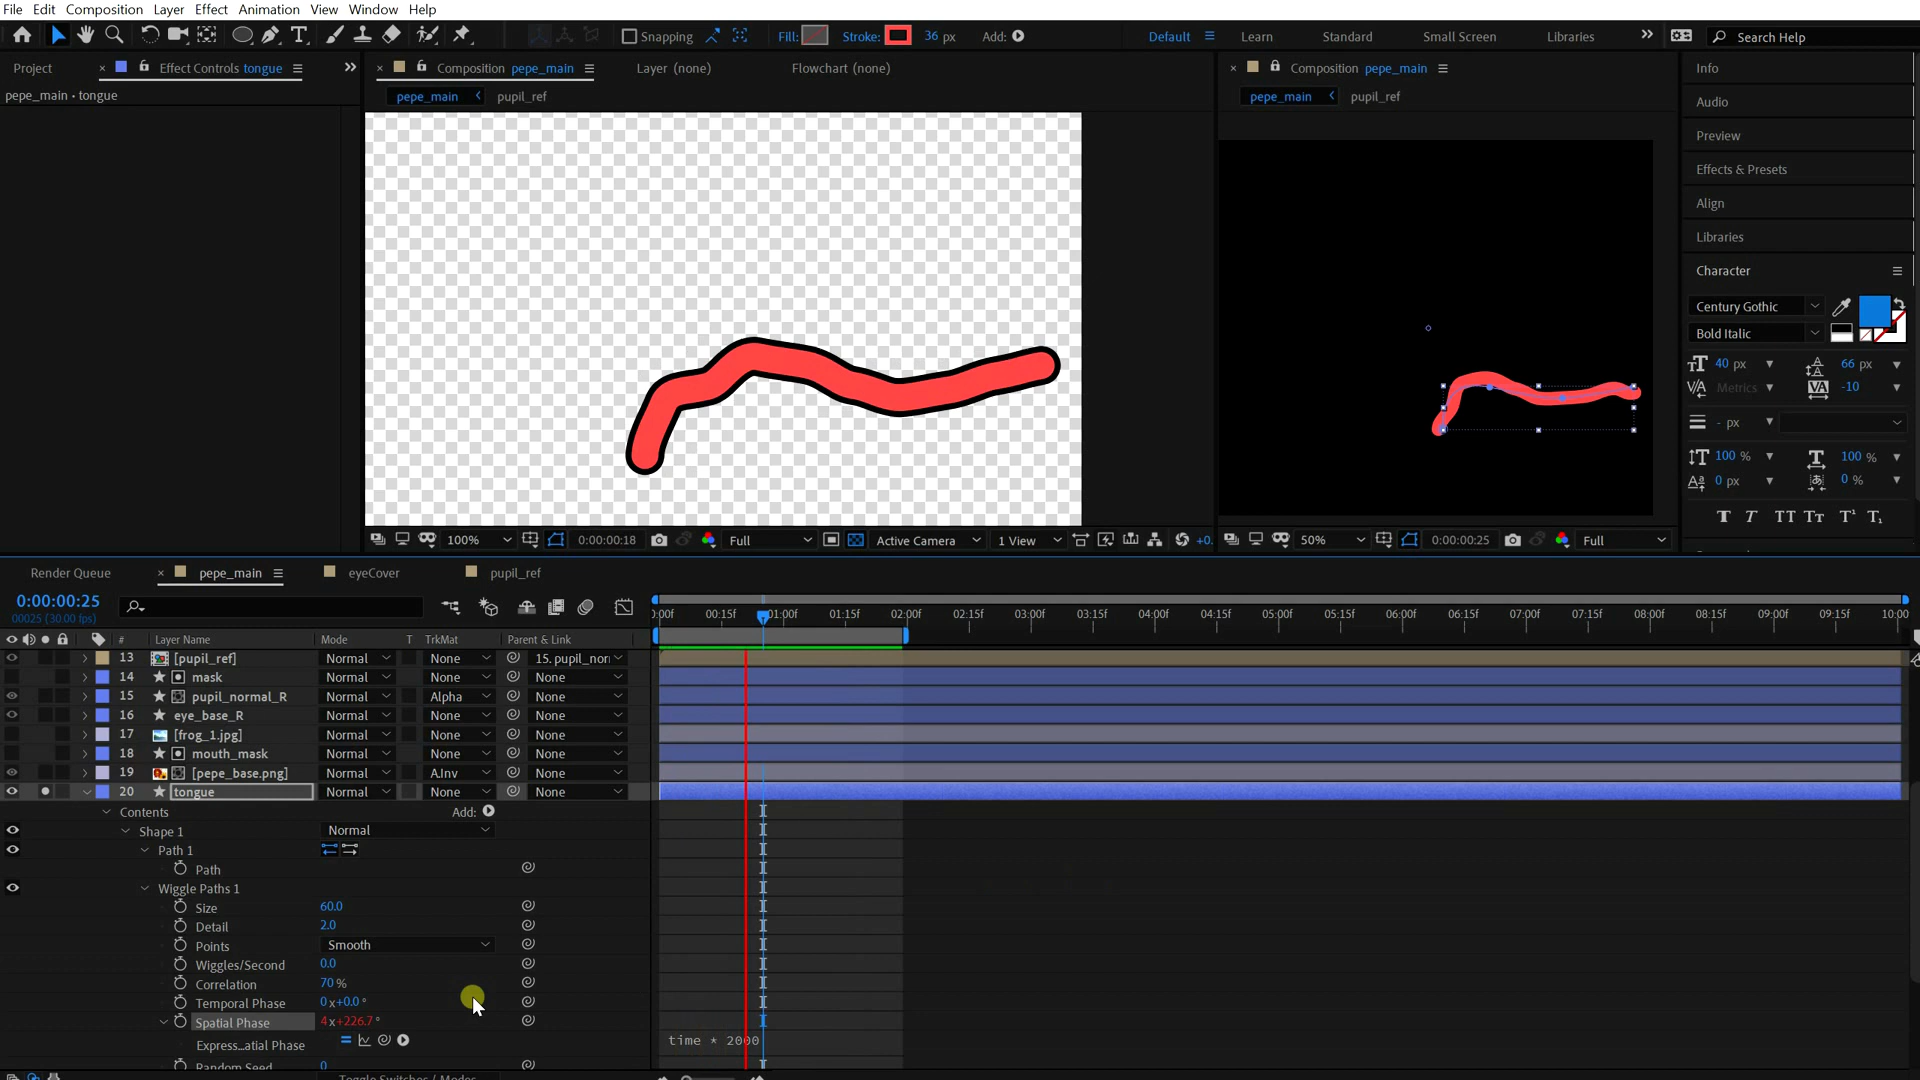 File Edit Composition Layer Effect Animation View Window Help
Snapping Fill: Stroke: 36 px Add: Default Learn Standard Small Screen Libraries Search Help
Project Effect Controls tongue Composition pepe_main Layer (none) Flowchart (none) Composition pepe_main Info
pepe_main • tongue pepe_main pupil_ref pepe_main pupil_ref
Audio
Preview
Effects & Presets
Align
Libraries
Character
Century Gothic
Bold Italic
40 px 66 px
Metrics -10
- px
100 % 100 %
0 px 0 %
100% 0:00:00:18 Full Active Camera 1 View +0. 50% 0:00:00:25 Full
Render Queue pepe_main eyeCover pupil_ref
0:00:00:25
00025 (30.00 fps)
:00f 00:15f 01:00f 01:15f 02:00f 02:15f 03:00f 03:15f 04:00f 04:15f 05:00f 05:15f 06:00f 06:15f 07:00f 07:15f 08:00f 08:15f 09:00f 09:15f 10:00
# Layer Name Mode T TrkMat Parent & Link
13 [pupil_ref] Normal None 15. pupil_nor
14 mask Normal None None
15 pupil_normal_R Normal Alpha None
16 eye_base_R Normal None None
17 [frog_1.jpg] Normal None None
18 mouth_mask Normal None None
19 [pepe_base.png] Normal A.Inv None
20 tongue Normal None None
Contents Add:
Shape 1 Normal
Path 1
Path
Wiggle Paths 1
Size 60.0
Detail 2.0
Points Smooth
Wiggles/Second 0.0
Correlation 70 %
Temporal Phase 0x+0.0°
Spatial Phase 4x+226.7°
Express...atial Phase time * 2000
Random Seed 0
Toggle Switches / Modes